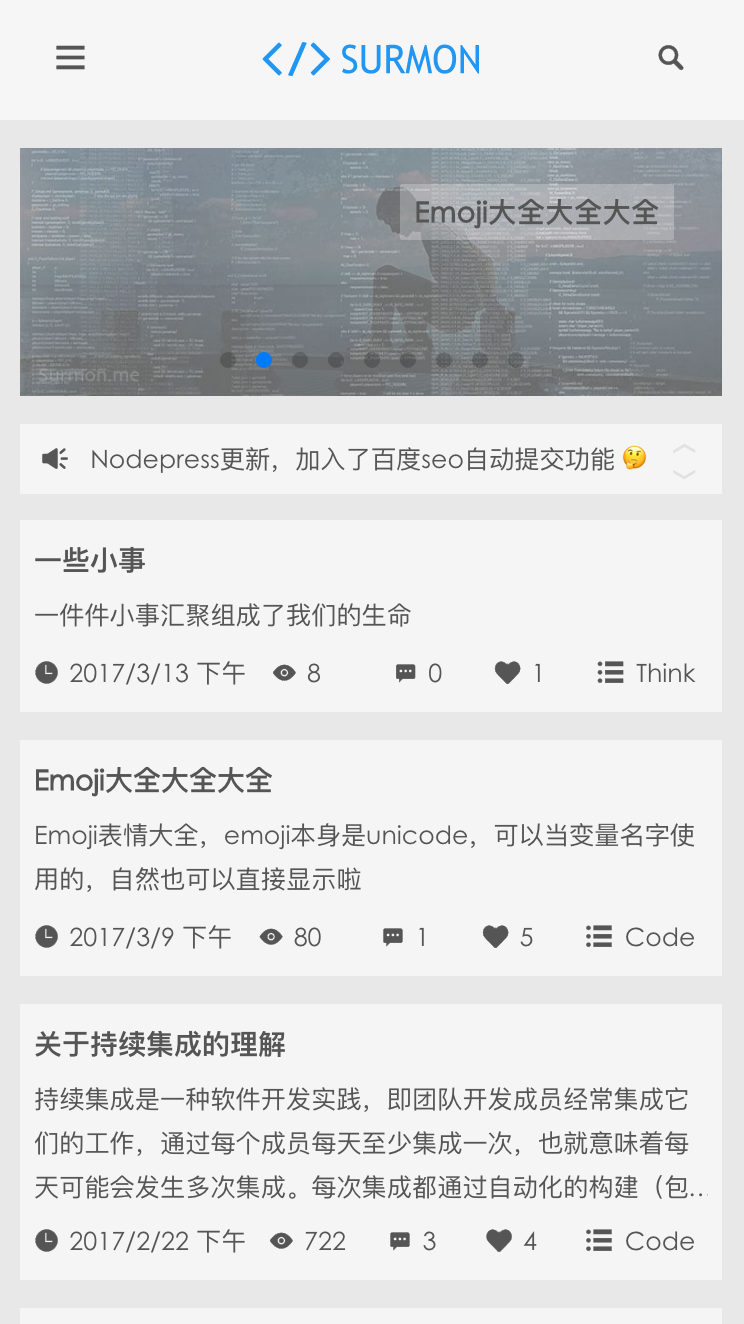 </> SURMON
Emoji大全大全大全
Surmon.me
Nodepress更新，加入了百度seo自动提交功能 🤔
一些小事
一件件小事汇聚组成了我们的生命
2017/3/13 下午 8 0 1 Think
Emoji大全大全大全
Emoji表情大全，emoji本身是unicode，可以当变量名字使
用的，自然也可以直接显示啦
2017/3/9 下午 80 1 5 Code
关于持续集成的理解
持续集成是一种软件开发实践，即团队开发成员经常集成它
们的工作，通过每个成员每天至少集成一次，也就意味着每
天可能会发生多次集成。每次集成都通过自动化的构建（包...
2017/2/22 下午 722 3 4 Code